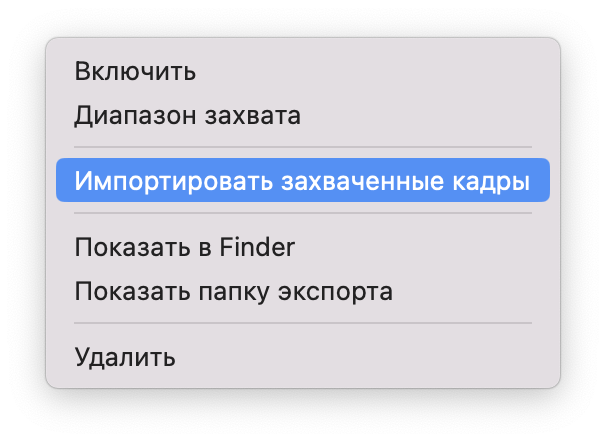 Включить
Диапазон захвата
Импортировать захваченные кадры
Показать в Finder
Показать папку экспорта
Удалить